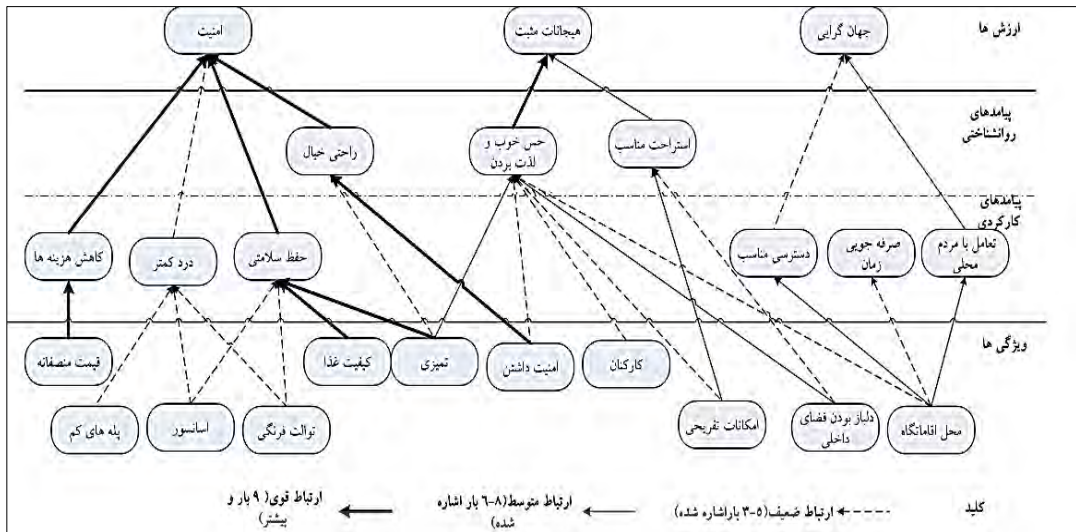 ارزش ها
جهان گرایی
هیجانات مثبت
امنیت
پیامدهای
روانشناختی
استراحت مناسب
حس خوب و
لذت بردن
راحتی خیال
پیامدهای
کارکردی
تعامل با مردم
محلی
صرفه جویی
زمان
دسترسی مناسب
حفظ سلامتی
درد کمتر
کاهش هزینه ها
ویژگی ها
کارکنان
امنیت داشتن
تمیزی
کیفیت غذا
قیمت منصفانه
محل اقامتگاه
دلباز بودن فضای
داخلی
امکانات تفریحی
توالت فرنگی
آسانسور
پله های کم
کلید
ارتباط ضعیف(۵-۳ باراشاره شده)
ارتباط متوسط(۸-۶ بار اشاره
شده)
ارتباط قوی(۹ بار و
بیشتر)